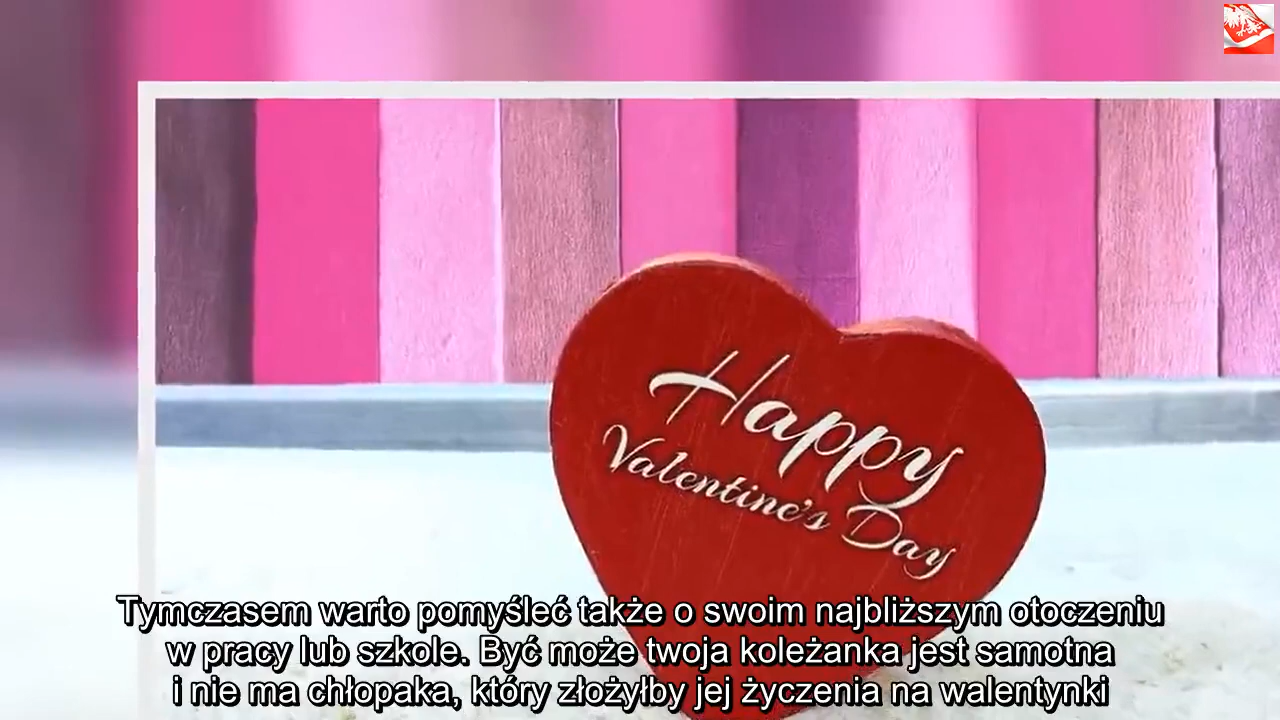 Happy
Valentine's Day
Tymczasem warto pomyśleć także o swoim najbliższym otoczeniu
w pracy lub szkole. Być może twoja koleżanka jest samotna
i nie ma chłopaka, który złożyłby jej życzenia na walentynki